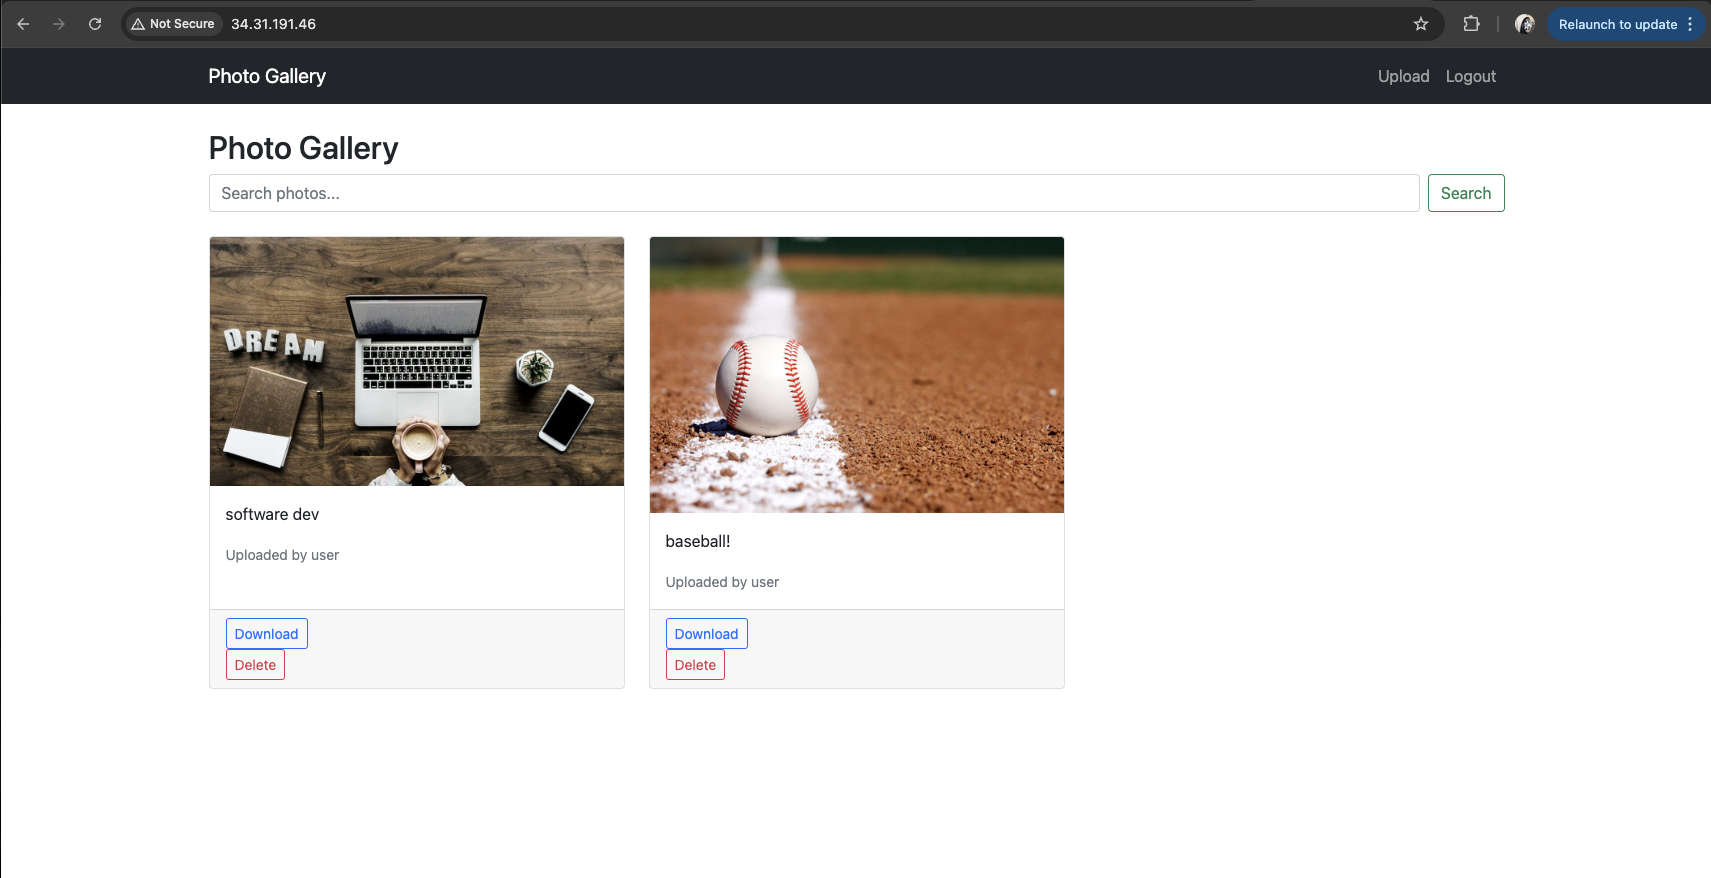 Not Secure 34.31.191.46 Relaunch to update
Photo Gallery Upload Logout
Photo Gallery
Search photos... Search
DREAM
software dev
Uploaded by user
Download
Delete
baseball!
Uploaded by user
Download
Delete